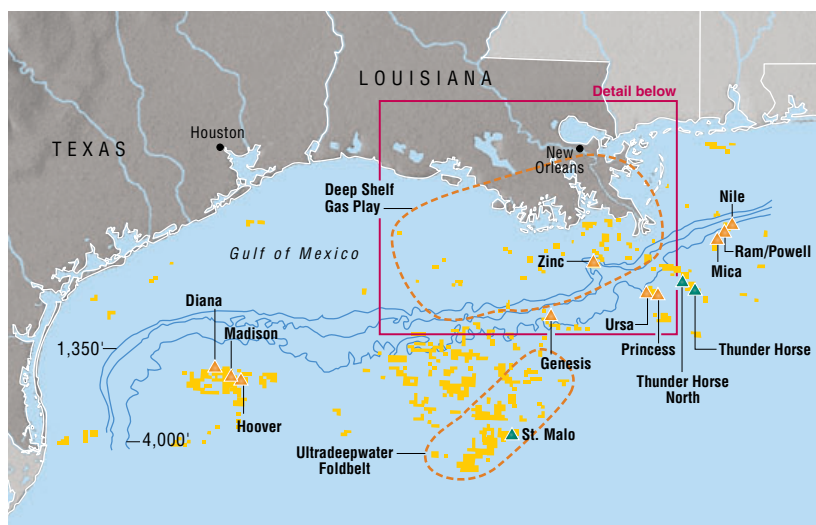 LOUISIANA
Detail below
TEXAS
Houston
New
Orleans
Deep Shelf
Gas Play
Nile
Gulf of Mexico
Zinc
Ram/Powell
Mica
Diana
Ursa
1,350'
Madison
Princess
Thunder Horse
Genesis
Thunder Horse
North
Hoover
4,000'
St. Malo
Ultradeepwater
Foldbelt